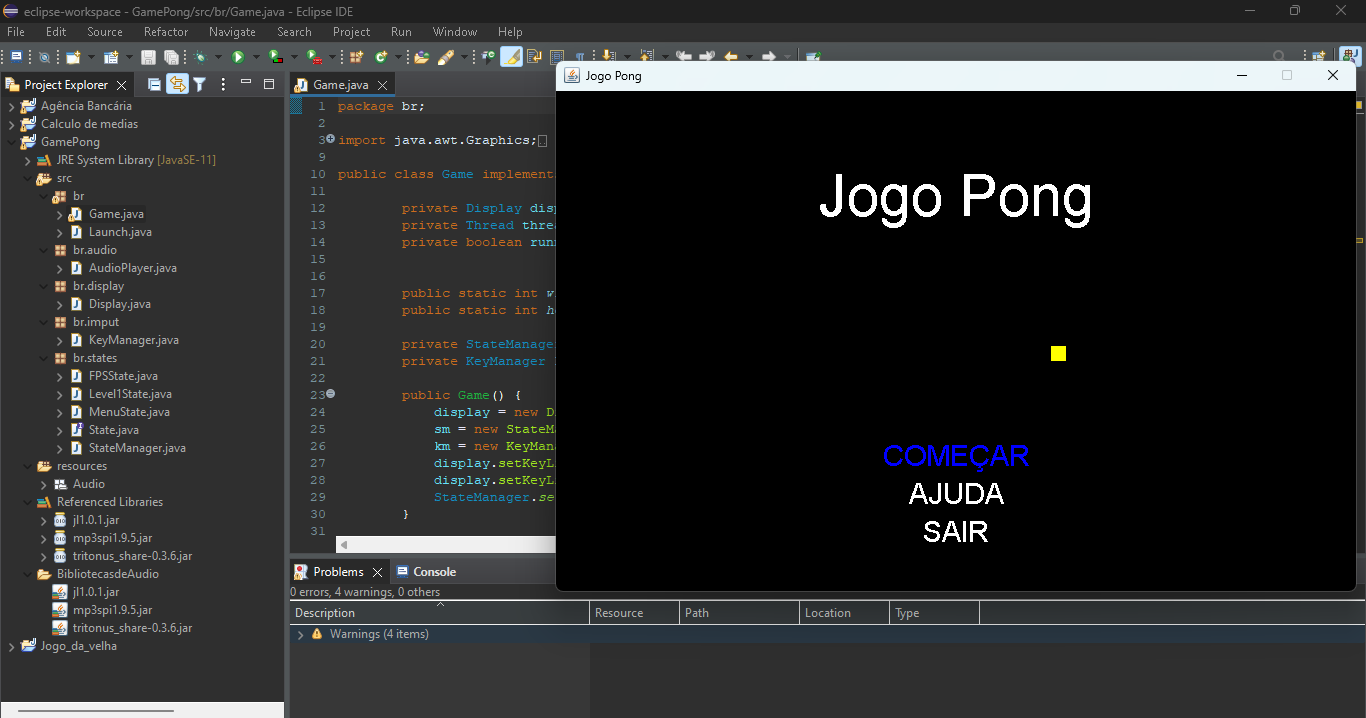 eclipse-workspace - GamePong/src/br/Game.java - Eclipse IDE
File Edit Source Refactor Navigate Search Project Run Window Help
Project Explorer
Agência Bancária
Calculo de medias
GamePong
JRE System Library [JavaSE-11]
src
br
Game.java
Launch.java
br.audio
AudioPlayer.java
br.display
Display.java
br.imput
KeyManager.java
br.states
FPSState.java
Level1State.java
MenuState.java
State.java
StateManager.java
resources
Audio
Referenced Libraries
jl1.0.1.jar
mp3spi1.9.5.jar
tritonus_share-0.3.6.jar
BibliotecasdeAudio
jl1.0.1.jar
mp3spi1.9.5.jar
tritonus_share-0.3.6.jar
Jogo_da_velha
Game.java
1 package br;
2
3 import java.awt.Graphics;
9
10 public class Game implement
11
12 private Display dis
13 private Thread thre
14 private boolean run
15
16
17 public static int w
18 public static int h
19
20 private StateManage
21 private KeyManager
22
23 public Game() {
24 display = new D
25 sm = new StateM
26 km = new KeyMan
27 display.setKeyL
28 display.setKeyL
29 StateManager.se
30 }
31
Jogo Pong
Jogo Pong
COMEÇAR
AJUDA
SAIR
Problems Console
0 errors, 4 warnings, 0 others
Description Resource Path Location Type
Warnings (4 items)